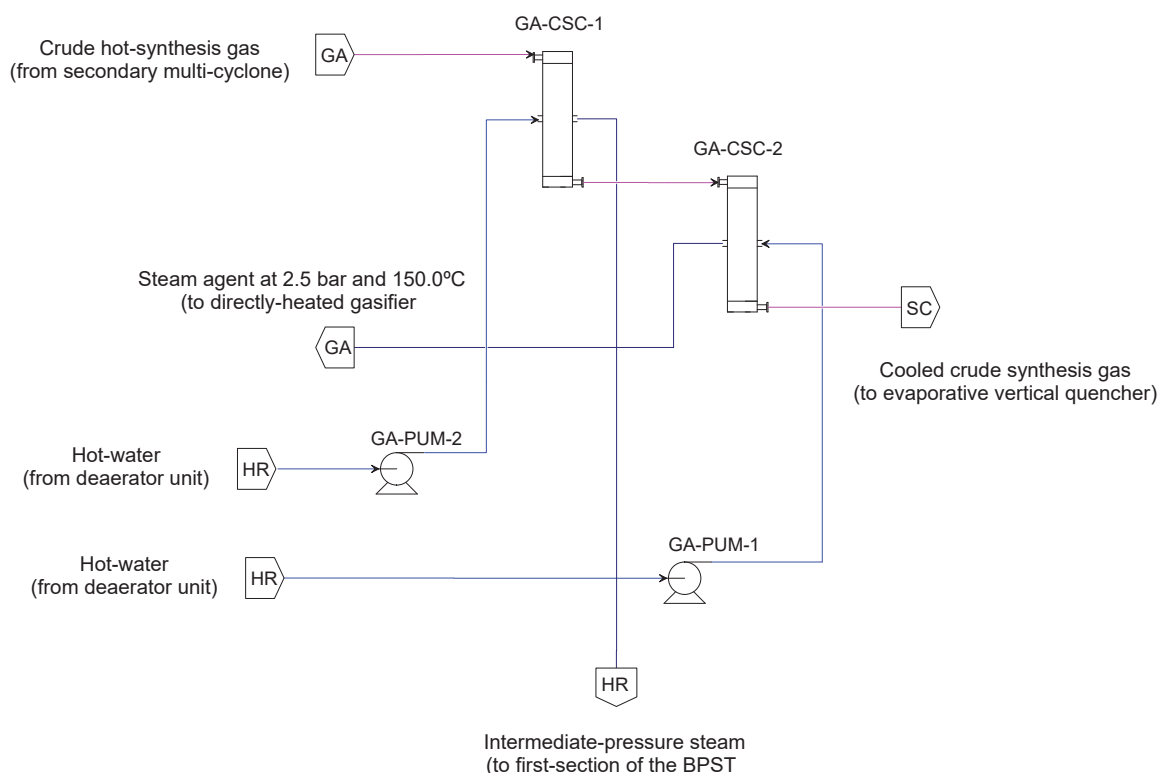 GA-CSC-1
Crude hot-synthesis gas
(from secondary multi-cyclone)
GA
GA-CSC-2
Steam agent at 2.5 bar and 150.0ºC
(to directly-heated gasifier
GA
SC
Cooled crude synthesis gas
(to evaporative vertical quencher)
GA-PUM-2
Hot-water
(from deaerator unit)
HR
GA-PUM-1
Hot-water
(from deaerator unit)
HR
HR
Intermediate-pressure steam
(to first-section of the BPST